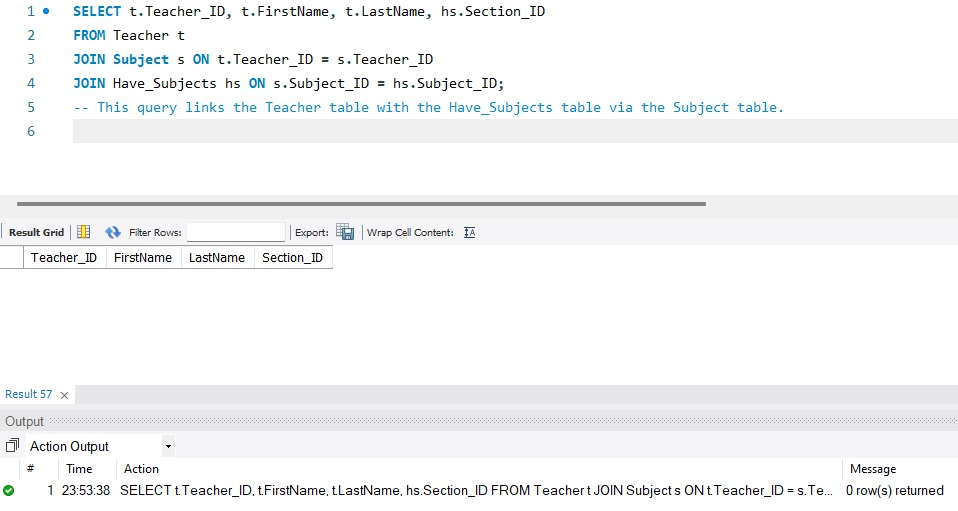 1 SELECT t.Teacher_ID, t.FirstName, t.LastName, hs.Section_ID
2 FROM Teacher t
3 JOIN Subject s ON t.Teacher_ID = s.Teacher_ID
4 JOIN Have_Subjects hs ON s.Subject_ID = hs.Subject_ID;
5 -- This query links the Teacher table with the Have_Subjects table via the Subject table.
6
Result Grid Filter Rows: Export: Wrap Cell Content: IA
Teacher_ID FirstName LastName Section_ID
Result 57 ×
Output
Action Output
# Time Action Message
1 23:53:38 SELECT t.Teacher_ID, t.FirstName, t.LastName, hs.Section_ID FROM Teacher t JOIN Subject s ON t.Teacher_ID = s.Te... 0 row(s) returned